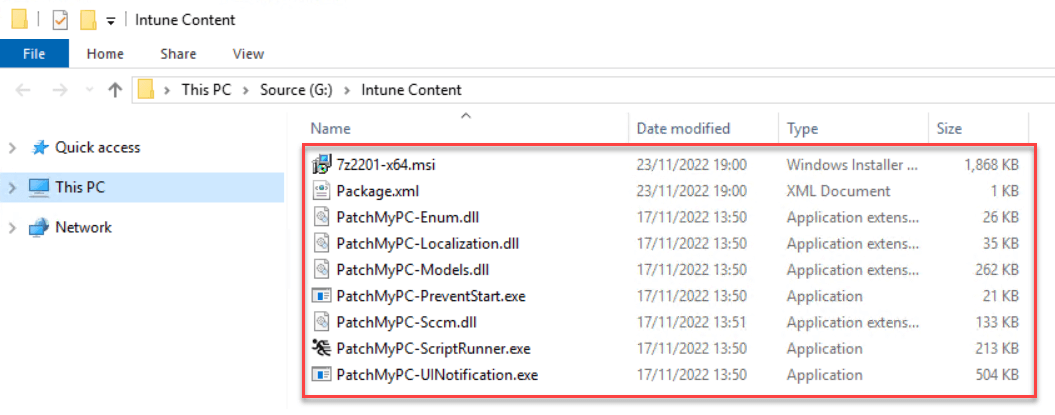 Intune Content
File Home Share View
This PC Source (G:) Intune Content
Name Date modified Type Size
Quick access
This PC
Network
7z2201-x64.msi 23/11/2022 19:00 Windows Installer ... 1,868 KB
Package.xml 23/11/2022 19:00 XML Document 1 KB
PatchMyPC-Enum.dll 17/11/2022 13:50 Application extens... 26 KB
PatchMyPC-Localization.dll 17/11/2022 13:50 Application extens... 35 KB
PatchMyPC-Models.dll 17/11/2022 13:50 Application extens... 262 KB
PatchMyPC-PreventStart.exe 17/11/2022 13:50 Application 21 KB
PatchMyPC-Sccm.dll 17/11/2022 13:51 Application extens... 133 KB
PatchMyPC-ScriptRunner.exe 17/11/2022 13:50 Application 213 KB
PatchMyPC-UINotification.exe 17/11/2022 13:50 Application 504 KB